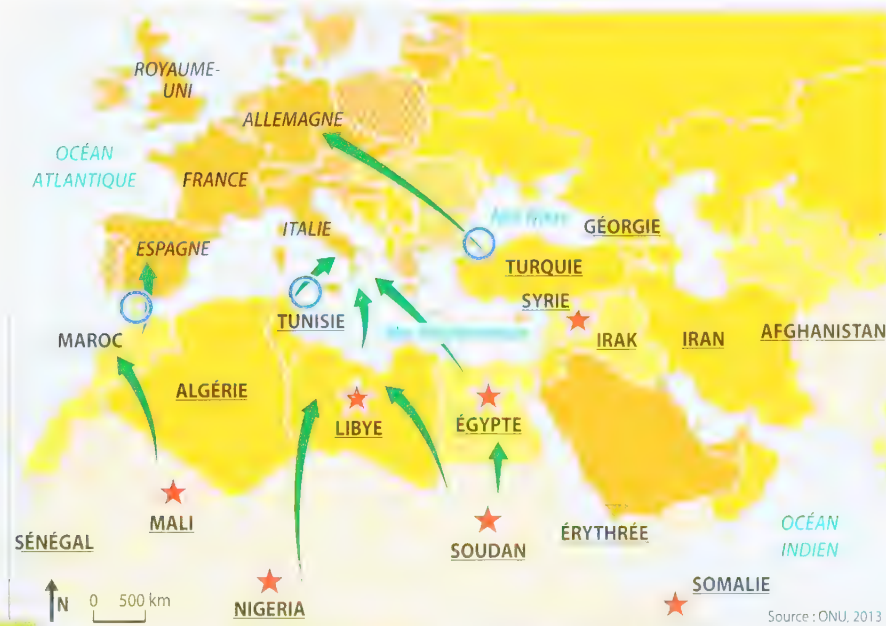 ROYAUME-
UNI
ALLEMAGNE
OCÉAN
ATLANTIQUE
FRANCE
ITALIE
ESPAGNE
GÉORGIE
TURQUIE
SYRIE
TUNISIE
MAROC
IRAK
IRAN
AFGHANISTAN
ALGÉRIE
LIBYE
ÉGYPTE
MALI
SÉNÉGAL
SOUDAN
ÉRYTHRÉE
OCÉAN
INDIEN
NIGERIA
SOMALIE
N 0 500 km
Source : ONU, 2013